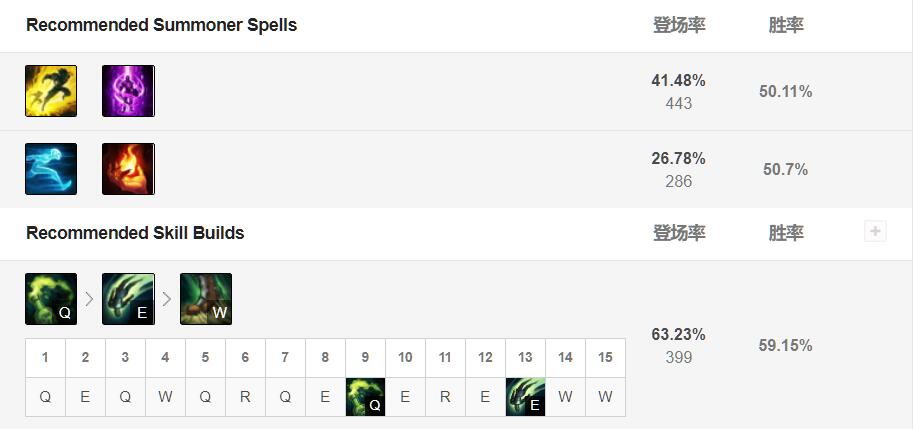 Recommended Summoner Spells 登场率 胜率
41.48% 50.11%
443
26.78% 50.7%
286
Recommended Skill Builds 登场率 胜率 +
Q > E > W
1 2 3 4 5 6 7 8 9 10 11 12 13 14 15
63.23% 59.15%
399
Q E Q W Q R Q E Q E R E E W W